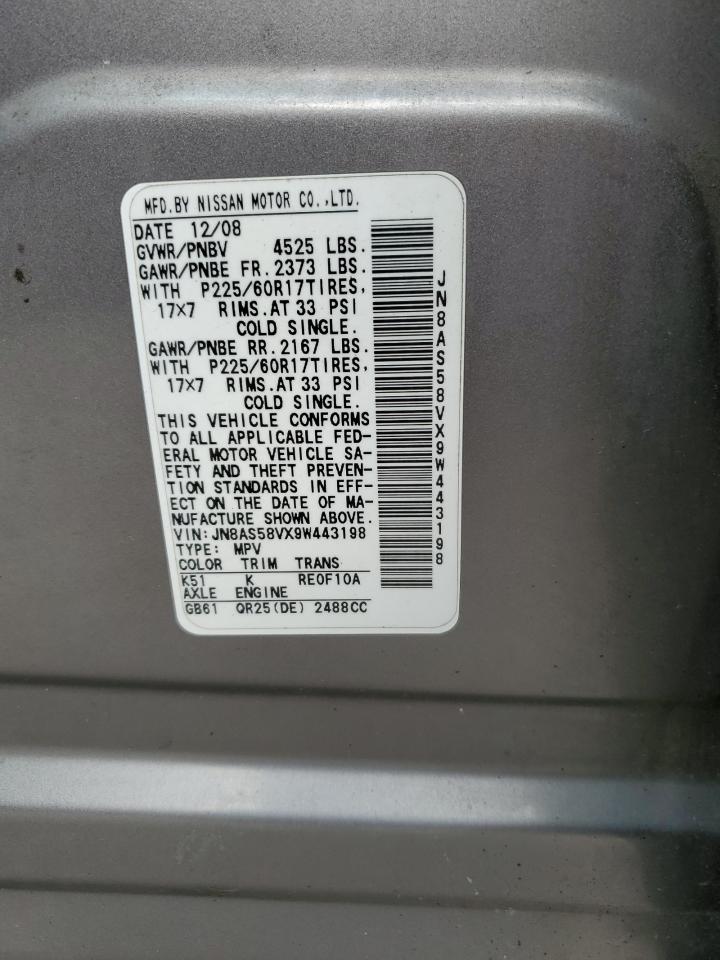 MFD.BY NISSAN MOTOR CO.,LTD.
DATE 12/08
GVWR/PNBV 4525 LBS.
GAWR/PNBE FR.2373 LBS.
WITH P225/60R17TIRES,
17×7 RIMS.AT 33 PSI
COLD SINGLE.
GAWR/PNBE RR.2167 LBS.
WITH P225/60R17TIRES,
17×7 RIMS.AT 33 PSI
COLD SINGLE.
THIS VEHICLE CONFORMS
TO ALL APPLICABLE FED-
ERAL MOTOR VEHICLE SA-
FETY AND THEFT PREVEN-
TION STANDARDS IN EFF-
ECT ON THE DATE OF MA-
NUFACTURE SHOWN ABOVE.
VIN:JN8AS58VX9W443198
TYPE: MPV
COLOR TRIM TRANS
K51 K RE0F10A
AXLE ENGINE
GB61 QR25(DE) 2488CC
JN8AS58VX9W443198